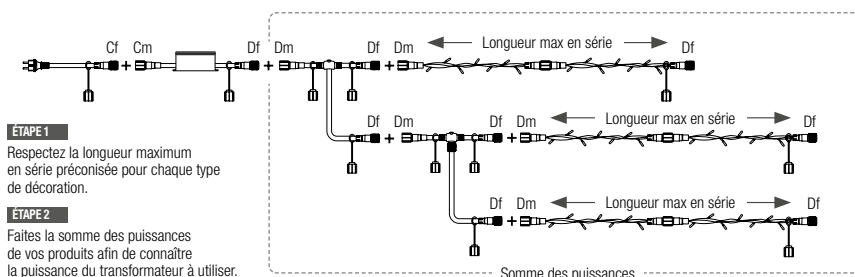 Cf Cm Df Dm Df Dm Longueur max en série Df
Df Dm Df Dm Longueur max en série Df
ÉTAPE 1
Respectez la longueur maximum
en série préconisée pour chaque type
de décoration.
Df Dm Longueur max en série Df
ÉTAPE 2
Faites la somme des puissances
de vos produits afin de connaître
la puissance du transformateur à utiliser.
Somme des puissances